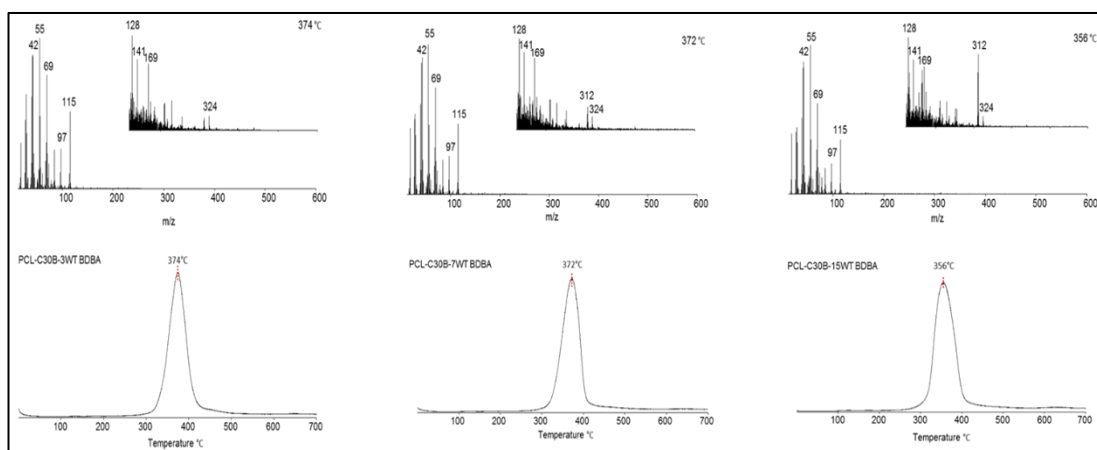 55
42
69
115
97
128
141
169
324
374 ℃
100 200 300 400 500 600
m/z
55
42
69
115
97
128
141
169
312
324
372 ℃
100 200 300 400 500 600
m/z
55
42
69
115
97
128
141
169
312
324
356 ℃
100 200 300 400 500 600
m/z
PCL-C30B-3WT BDBA
374℃
100 200 300 400 500 600 700
Temperature ℃
PCL-C30B-7WT BDBA
372℃
100 200 300 400 500 600 700
Temperature ℃
PCL-C30B-15WT BDBA
356℃
100 200 300 400 500 600 700
Temperature ℃